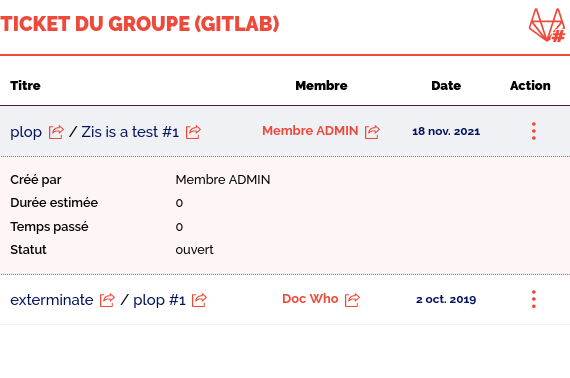 TICKET DU GROUPE (GITLAB)
#
Titre Membre Date Action
plop / Zis is a test #1 Membre ADMIN 18 nov. 2021
Créé par Membre ADMIN
Durée estimée 0
Temps passé 0
Statut ouvert
exterminate / plop #1 Doc Who 2 oct. 2019